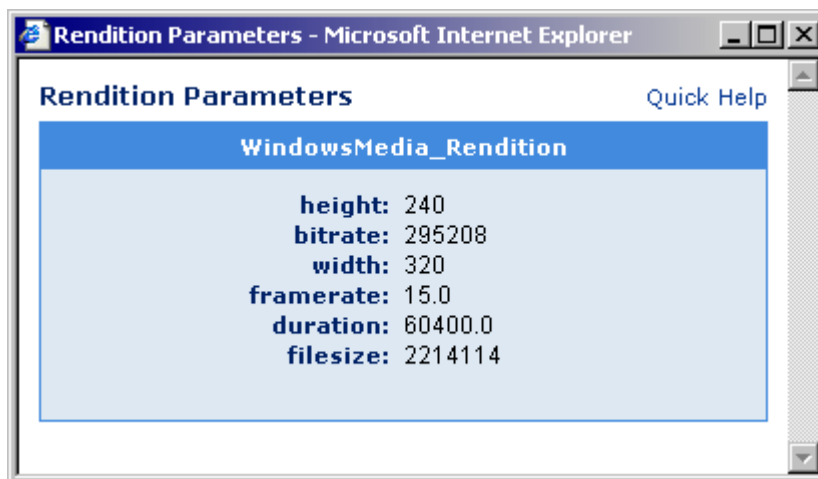 Rendition Parameters - Microsoft Internet Explorer
Rendition Parameters Quick Help
WindowsMedia_Rendition
height: 240
bitrate: 295208
width: 320
framerate: 15.0
duration: 60400.0
filesize: 2214114